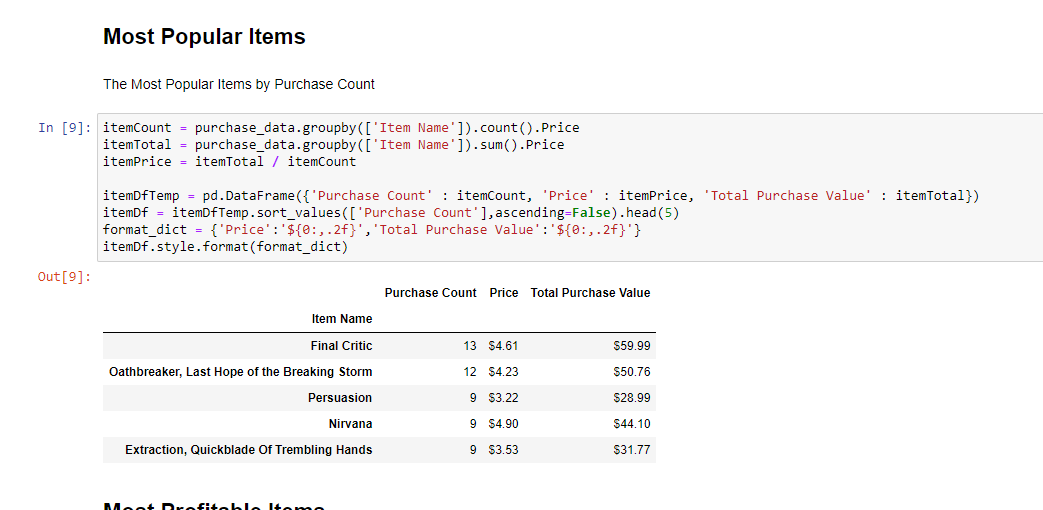 Most Popular Items
The Most Popular Items by Purchase Count
In [9]: itemCount = purchase_data.groupby(['Item Name']).count().Price
itemTotal = purchase_data.groupby(['Item Name']).sum().Price
itemPrice = itemTotal / itemCount
itemDfTemp = pd.DataFrame({'Purchase Count' : itemCount, 'Price' : itemPrice, 'Total Purchase Value' : itemTotal})
itemDf = itemDfTemp.sort_values(['Purchase Count'],ascending=False).head(5)
format_dict = {'Price':'${0:,.2f}','Total Purchase Value':'${0:,.2f}'}
itemDf.style.format(format_dict)
Out[9]:
Purchase Count Price Total Purchase Value
Item Name
Final Critic 13 $4.61 $59.99
Oathbreaker, Last Hope of the Breaking Storm 12 $4.23 $50.76
Persuasion 9 $3.22 $28.99
Nirvana 9 $4.90 $44.10
Extraction, Quickblade Of Trembling Hands 9 $3.53 $31.77
Most Profitable Items